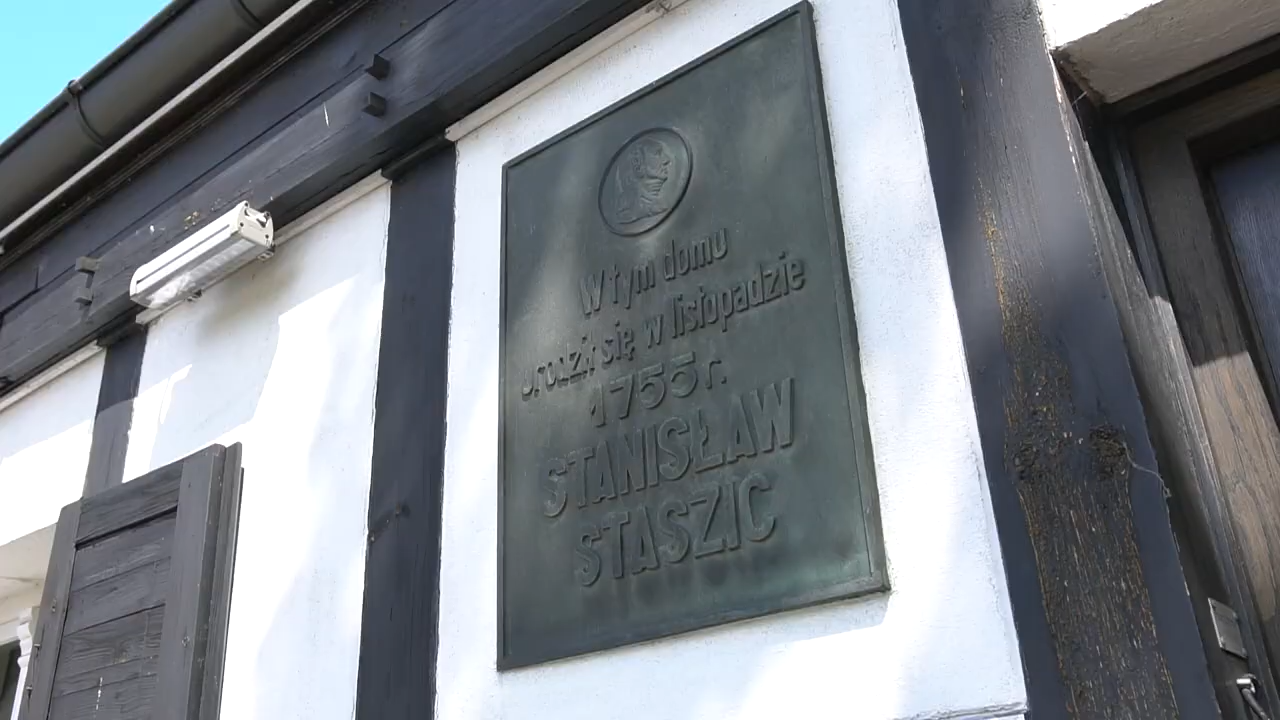 W tym domu
urodził się w listopadzie
1755 r.
STANISŁAW
STASZIC